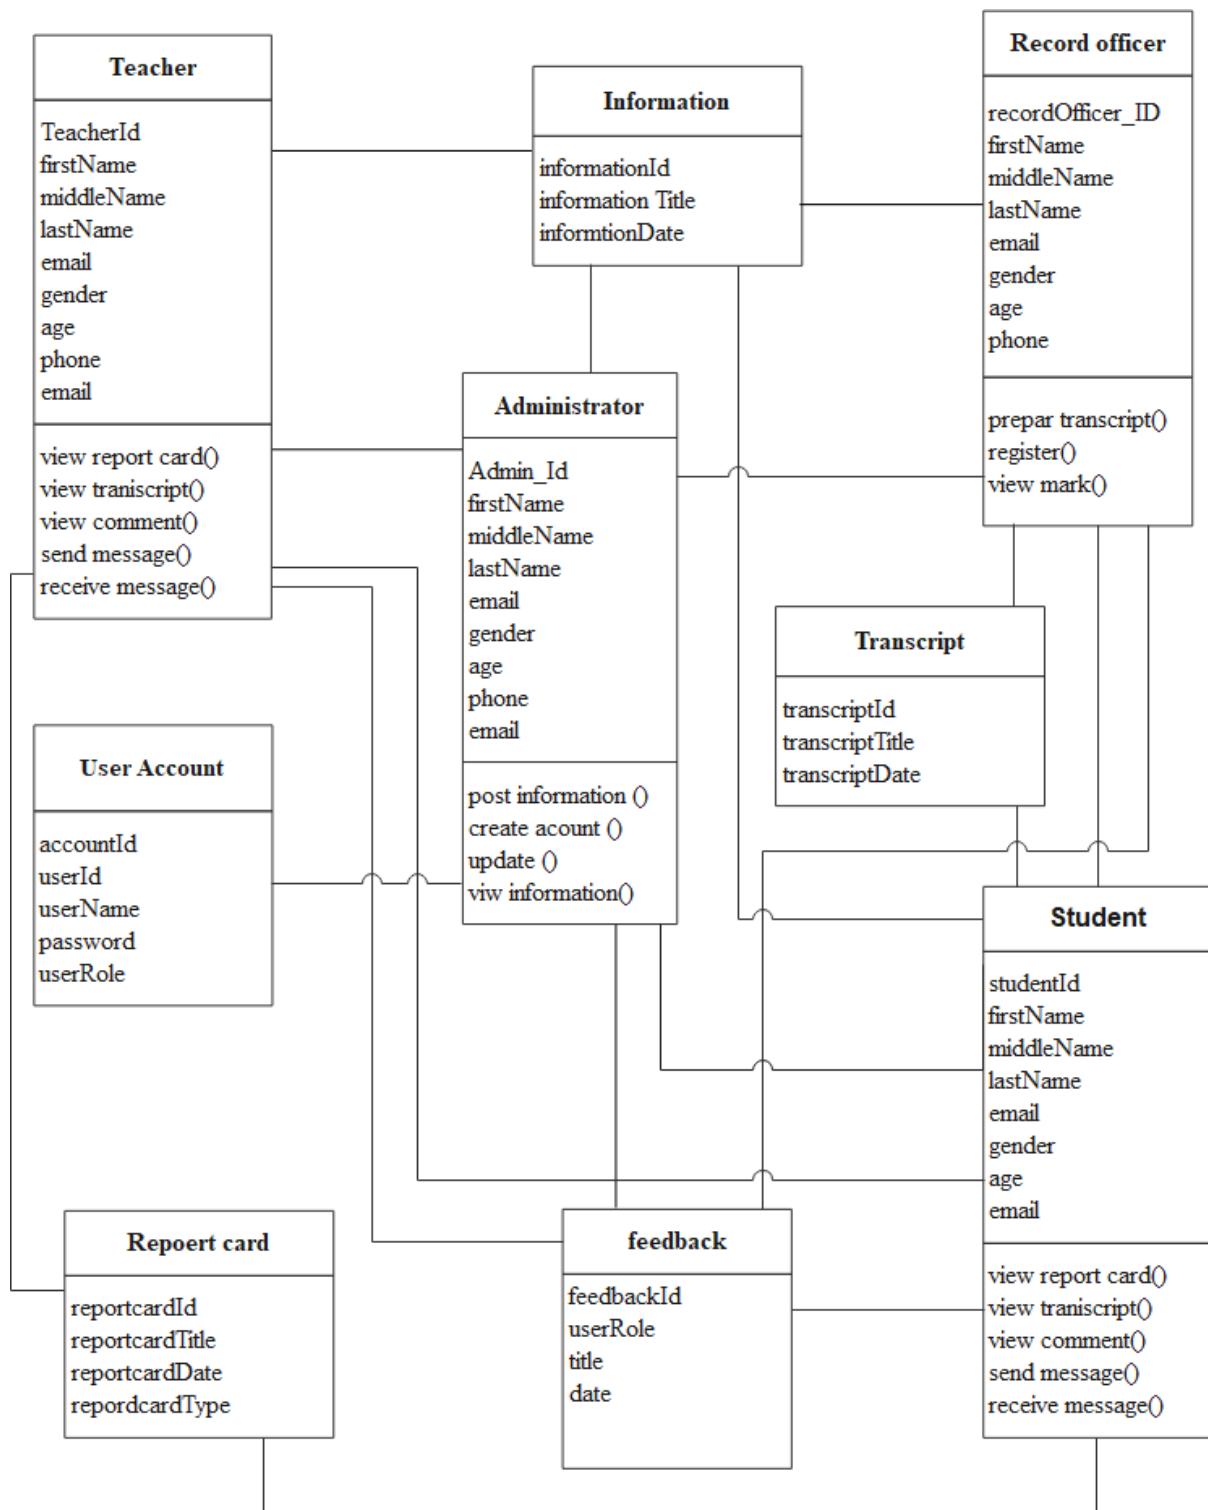 Teacher
TeacherId
firstName
middleName
lastName
email
gender
age
phone
email
view report card()
view traniscript()
view comment()
send message()
receive message()
Information
informationId
information Title
informtionDate
Record officer
recordOfficer_ID
firstName
middleName
lastName
email
gender
age
phone
prepar transcript()
register()
view mark()
Administrator
Admin_Id
firstName
middleName
lastName
email
gender
age
phone
email
post information ()
create acount ()
update ()
viw information()
Transcript
transcriptId
transcriptTitle
transcriptDate
User Account
accountId
userId
userName
password
userRole
Student
studentId
firstName
middleName
lastName
email
gender
age
email
view report card()
view traniscript()
view comment()
send message()
receive message()
Repoert card
reportcardId
reportcardTitle
reportcardDate
repordcardType
feedback
feedbackId
userRole
title
date